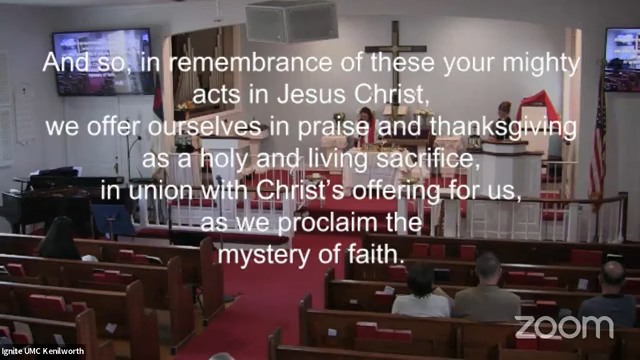 And so, in remembrance of these your mighty
acts in Jesus Christ,
we offer ourselves in praise and thanksgiving
as a holy and living sacrifice,
in union with Christ's offering for us,
as we proclaim the
mystery of faith.
Ignite UMC Kenilworth
zoom